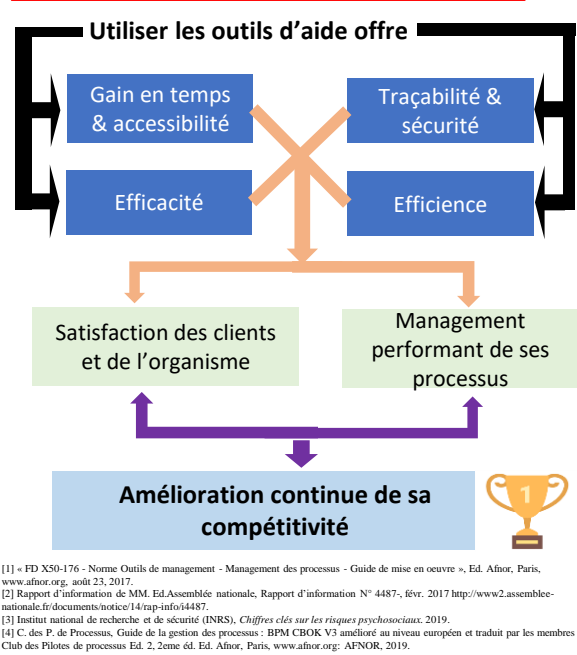 Utiliser les outils d’aide offre
Gain en temps
& accessibilité
Traçabilité &
sécurité
Efficacité
Efficience
Satisfaction des clients
et de l’organisme
Management
performant de ses
processus
Amélioration continue de sa
compétitivité
1
[1] « FD X50-176 - Norme Outils de management - Management des processus - Guide de mise en oeuvre », Ed. Afnor, Paris,
www.afnor.org, août 23, 2017.
[2] Rapport d’information de MM. Ed.Assemblée nationale, Rapport d’information N° 4487-, févr. 2017 http://www2.assemblee-
nationale.fr/documents/notice/14/rap-info/i4487.
[3] Institut national de recherche et de sécurité (INRS), Chiffres clés sur les risques psychosociaux. 2019.
[4] C. des P. de Processus, Guide de la gestion des processus : BPM CBOK V3 amélioré au niveau européen et traduit par les membres
Club des Pilotes de processus Ed. 2, 2eme éd. Ed. Afnor, Paris, www.afnor.org: AFNOR, 2019.